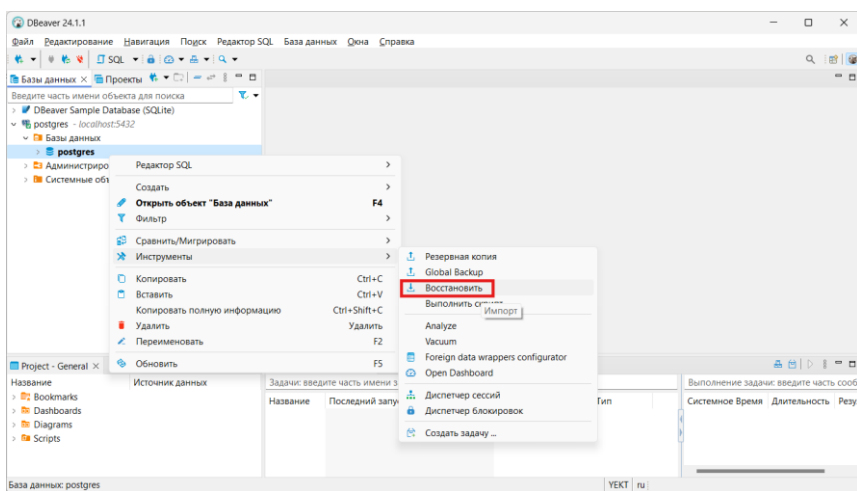 DBeaver 24.1.1
Файл Редактирование Навигация Поиск Редактор SQL База данных Окна Справка
SQL
Базы данных Проекты
Введите часть имени объекта для поиска
DBeaver Sample Database (SQLite)
postgres - localhost:5432
Базы данных
postgres
Администриро
Системные объ
Редактор SQL
Создать
Открыть объект "База данных" F4
Фильтр
Сравнить/Мигрировать
Инструменты
Копировать Ctrl+C
Вставить Ctrl+V
Копировать полную информацию Ctrl+Shift+C
Удалить Удалить
Переименовать F2
Обновить F5
Резервная копия
Global Backup
Восстановить
Выполнить
Импорт
Analyze
Vacuum
Foreign data wrappers configurator
Open Dashboard
Диспетчер сессий
Диспетчер блокировок
Создать задачу ...
Project - General
Название Источник данных
Bookmarks
Dashboards
Diagrams
Scripts
Задачи: введите часть имени з
Название Последний запу Тип
Выполнение задачи: введите часть сооб
Системное Время Длительность Резу
База данных: postgres YEKT ru